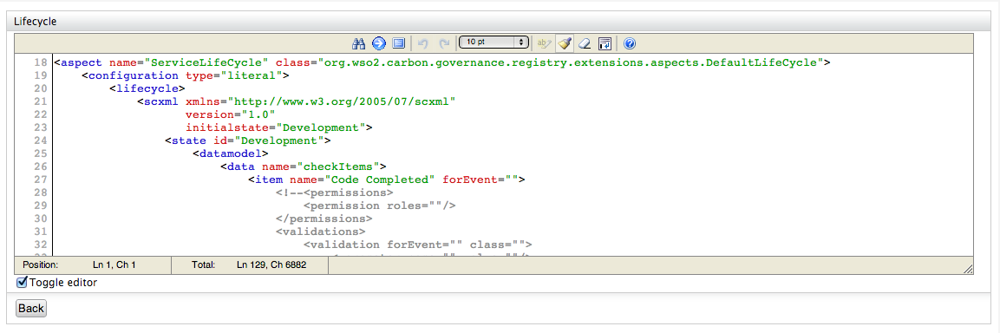 Lifecycle
10 pt
18 <aspect name="ServiceLifeCycle" class="org.wso2.carbon.governance.registry.extensions.aspects.DefaultLifeCycle">
19 <configuration type="literal">
20 <lifecycle>
21 <scxml xmlns="http://www.w3.org/2005/07/scxml"
22 version="1.0"
23 initialstate="Development">
24 <state id="Development">
25 <datamodel>
26 <data name="checkItems">
27 <item name="Code Completed" forEvent="">
28 <!--<permissions>
29 <permission roles=""/>
30 </permissions>
31 <validations>
32 <validation forEvent="" class="">
Position: Ln 1, Ch 1 Total: Ln 129, Ch 6882
Toggle editor
Back